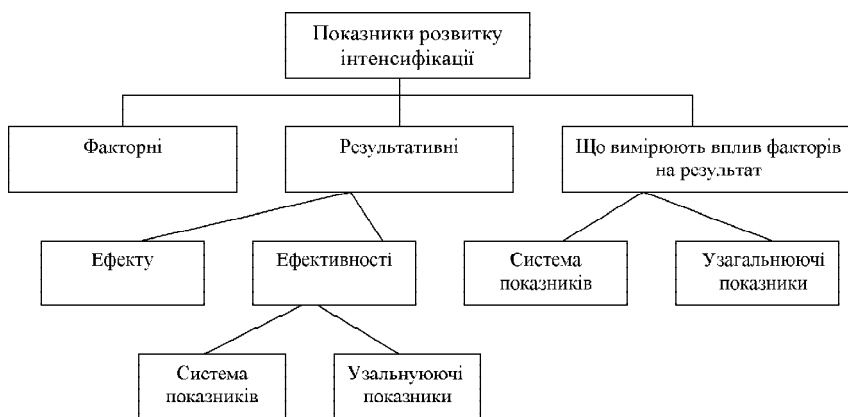 Показники розвитку
інтенсифікації
Факторні
Результативні
Що вимірюють вплив факторів
на результат
Ефекту
Ефективності
Система
показників
Узагальнюючі
показники
Система
показників
Узальнуюючі
показники